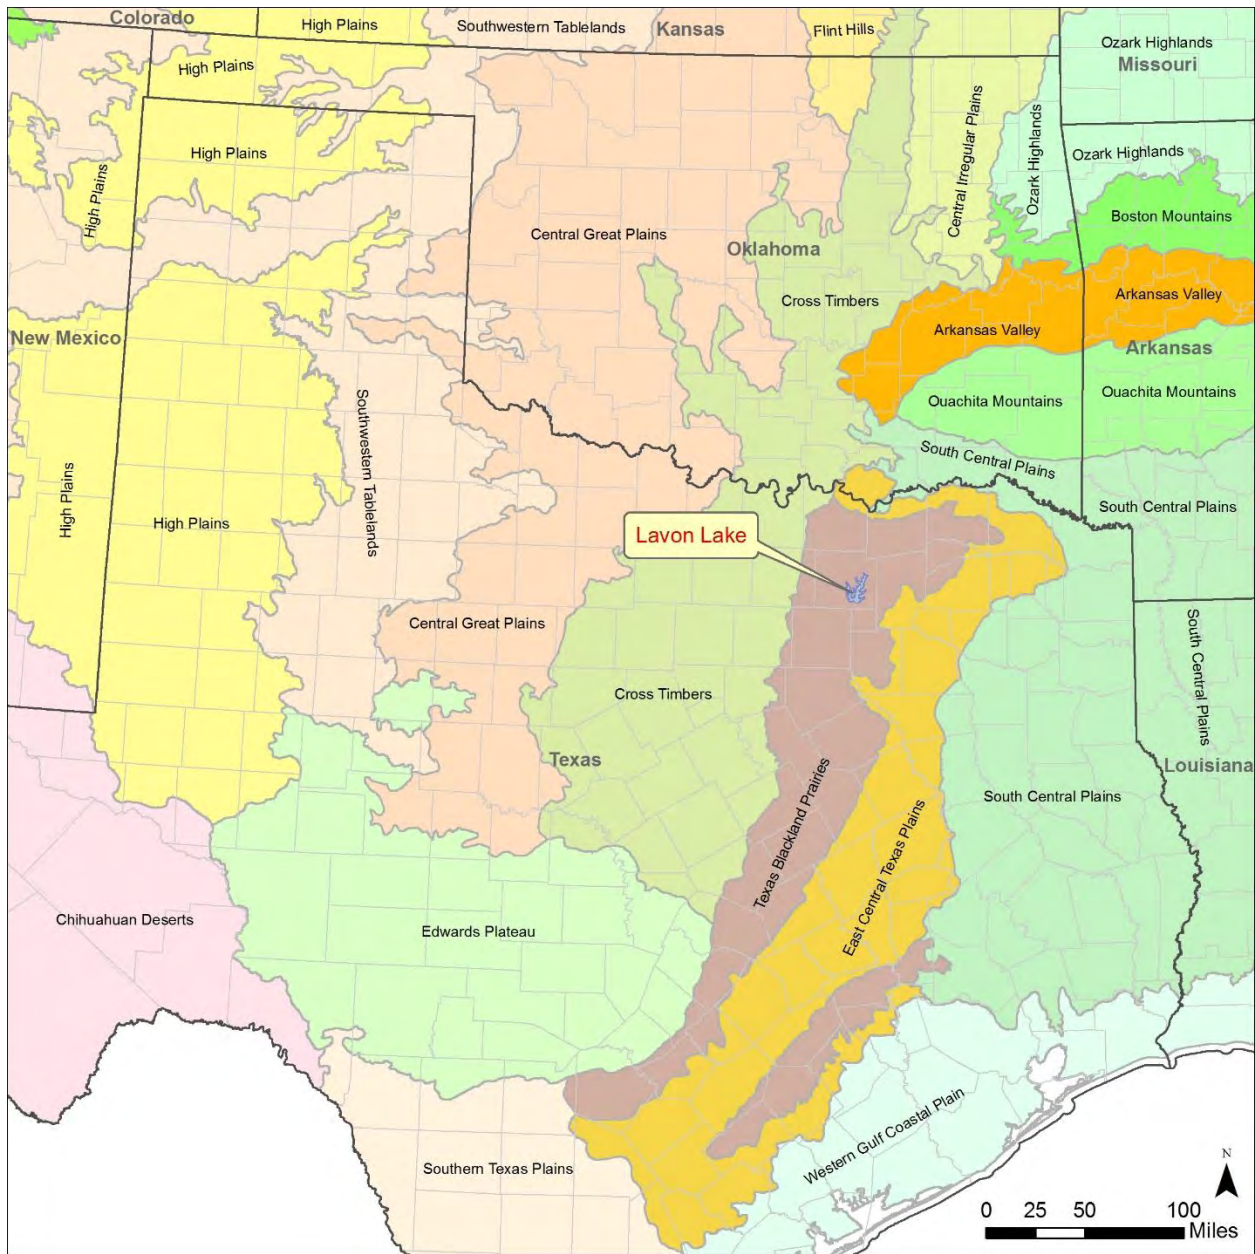 Colorado
High Plains
Southwestern Tablelands
Kansas
Flint Hills
Ozark Highlands
Missouri
High Plains
High Plains
High Plains
Central Irregular Plains
Ozark Highlands
Ozark Highlands
Boston Mountains
Central Great Plains
Oklahoma
Cross Timbers
Arkansas Valley
Arkansas Valley
New Mexico
Arkansas
Southwestern Tablelands
Ouachita Mountains
Ouachita Mountains
South Central Plains
High Plains
High Plains
South Central Plains
Lavon Lake
Central Great Plains
South Central Plains
Cross Timbers
Texas
Louisiana
Texas Blackland Prairies
South Central Plains
East Central Texas Plains
Chihuahuan Deserts
Edwards Plateau
Western Gulf Coastal Plain
Southern Texas Plains
N
0 25 50 100
Miles